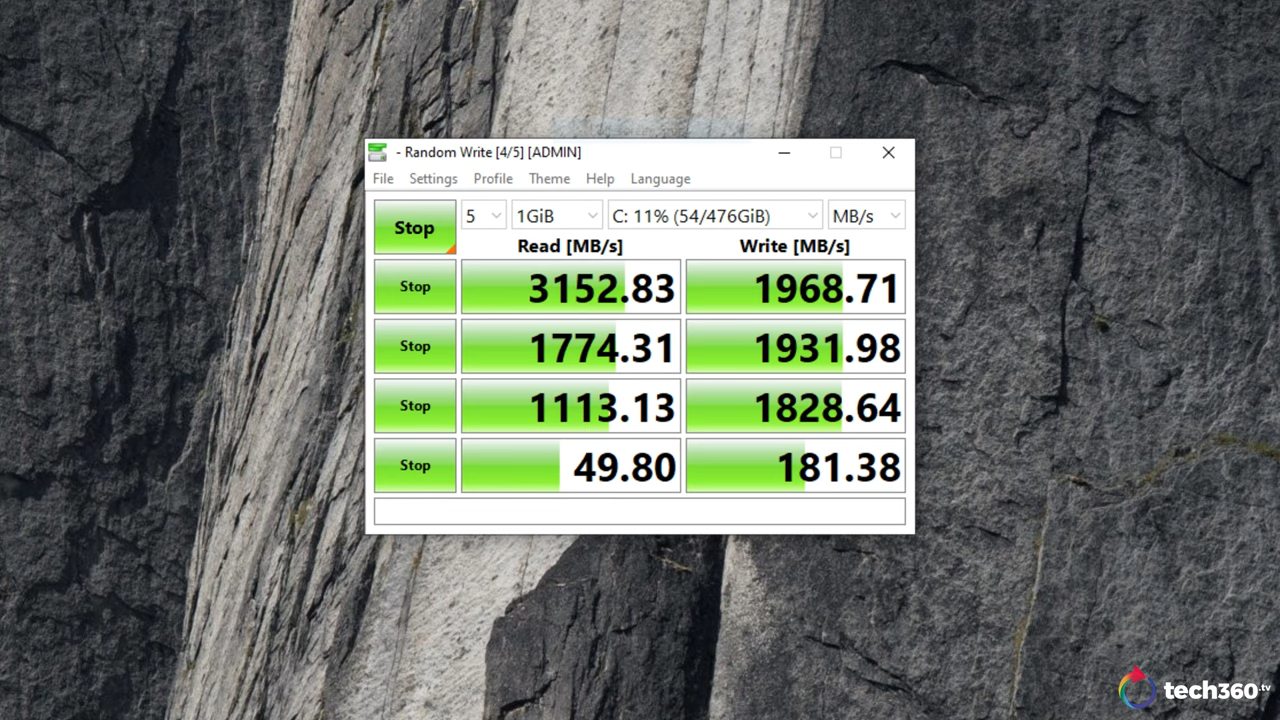 - Random Write [4/5] [ADMIN]
File Settings Profile Theme Help Language
Stop 5 1GiB C: 11% (54/476GiB) MB/s
Read [MB/s] Write [MB/s]
Stop 3152.83 1968.71
Stop 1774.31 1931.98
Stop 1113.13 1828.64
Stop 49.80 181.38
tech360.tv